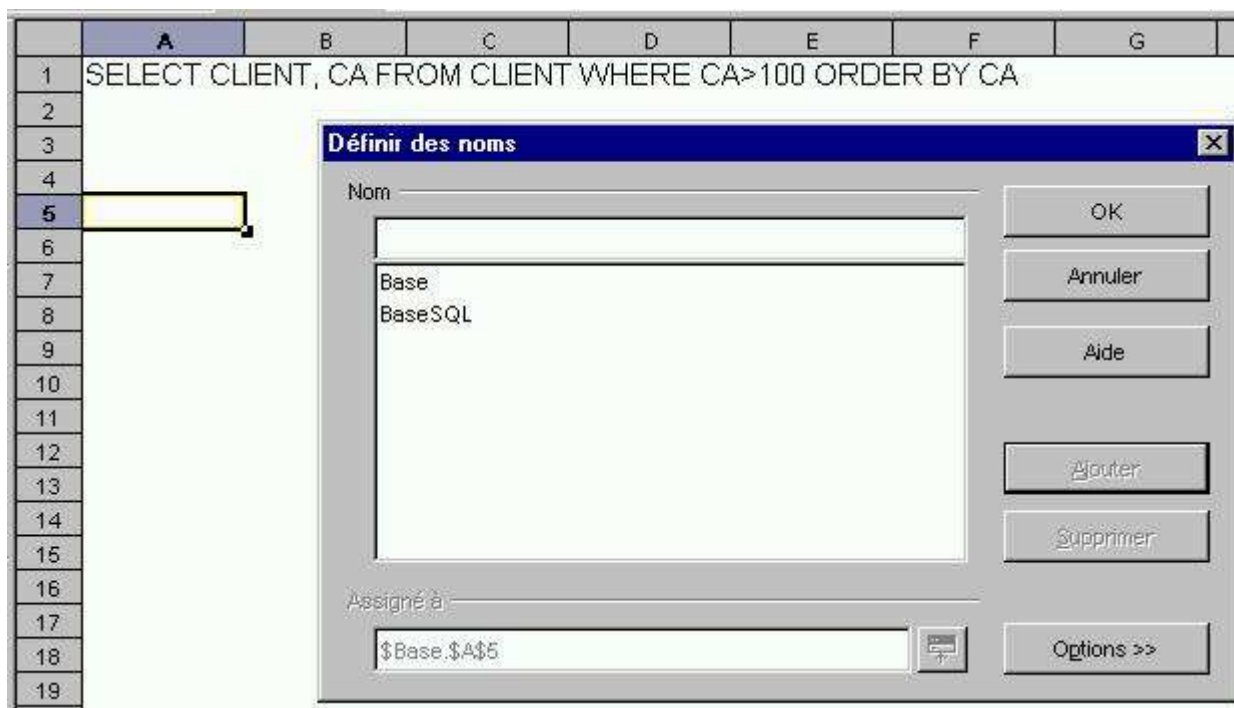 A B C D E F G
1 SELECT CLIENT, CA FROM CLIENT WHERE CA>100 ORDER BY CA
2
3
4
5
6
7
8
9
10
11
12
13
14
15
16
17
18
19
Définir des noms
Nom
OK
Base
Annuler
BaseSQL
Aide
Ajouter
Supprimer
Assigné à
$Base.$A$5
Options >>